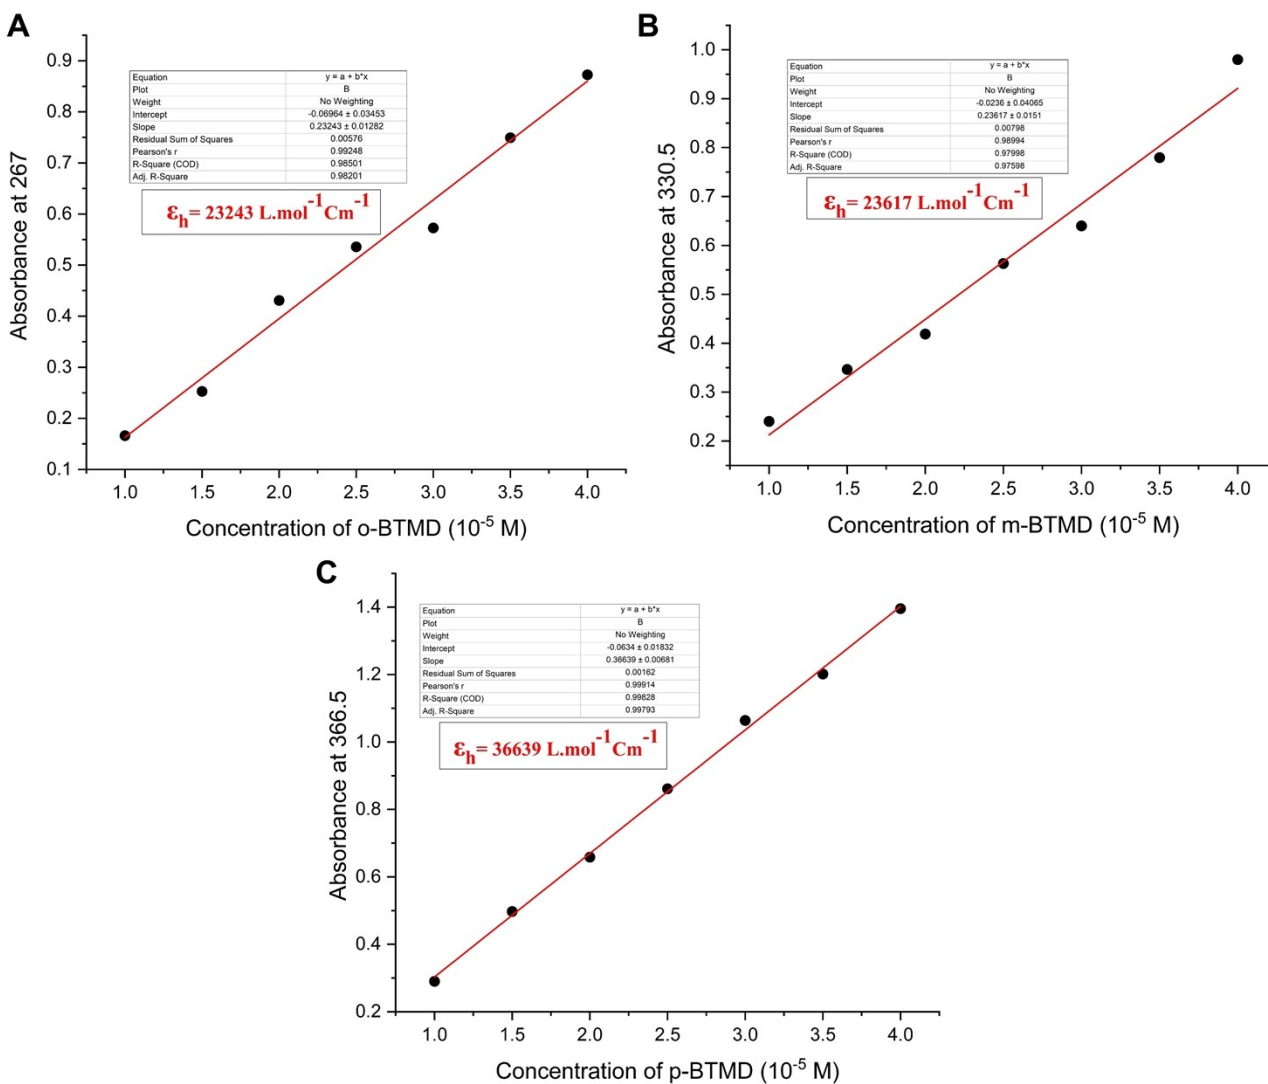 A
Equation y = a + b*x
Plot B
Weight No Weighting
Intercept -0.06964 ± 0.03453
Slope 0.23243 ± 0.01282
Residual Sum of Squares 0.00576
Pearson's r 0.99248
R-Square (COD) 0.98501
Adj. R-Square 0.98201
εh= 23243 L.mol⁻¹Cm⁻¹
Absorbance at 267
0.9
0.8
0.7
0.6
0.5
0.4
0.3
0.2
0.1
1.0 1.5 2.0 2.5 3.0 3.5 4.0
Concentration of o-BTMD (10⁻⁵ M)
B
Equation y = a + b*x
Plot B
Weight No Weighting
Intercept -0.0236 ± 0.04065
Slope 0.23617 ± 0.0151
Residual Sum of Squares 0.00798
Pearson's r 0.98994
R-Square (COD) 0.97998
Adj. R-Square 0.97598
εh= 23617 L.mol⁻¹Cm⁻¹
Absorbance at 330.5
1.0
0.9
0.8
0.7
0.6
0.5
0.4
0.3
0.2
1.0 1.5 2.0 2.5 3.0 3.5 4.0
Concentration of m-BTMD (10⁻⁵ M)
C
Equation y = a + b*x
Plot B
Weight No Weighting
Intercept -0.0634 ± 0.01832
Slope 0.36639 ± 0.00681
Residual Sum of Squares 0.00162
Pearson's r 0.99914
R-Square (COD) 0.99828
Adj. R-Square 0.99793
εh= 36639 L.mol⁻¹Cm⁻¹
Absorbance at 366.5
1.4
1.2
1.0
0.8
0.6
0.4
0.2
1.0 1.5 2.0 2.5 3.0 3.5 4.0
Concentration of p-BTMD (10⁻⁵ M)